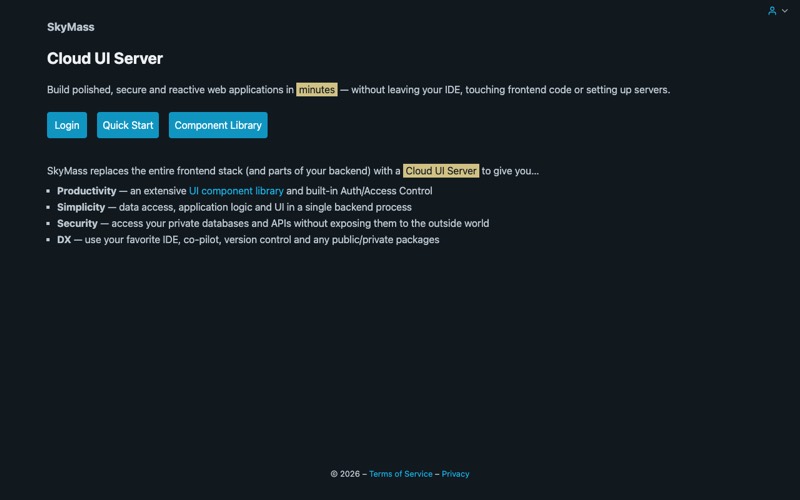 SkyMass
Cloud UI Server
Build polished, secure and reactive web applications in minutes — without leaving your IDE, touching frontend code or setting up servers.
Login
Quick Start
Component Library
SkyMass replaces the entire frontend stack (and parts of your backend) with a Cloud UI Server to give you...
Productivity — an extensive UI component library and built-in Auth/Access Control
Simplicity — data access, application logic and UI in a single backend process
Security — access your private databases and APIs without exposing them to the outside world
DX — use your favorite IDE, co-pilot, version control and any public/private packages
© 2026 – Terms of Service – Privacy